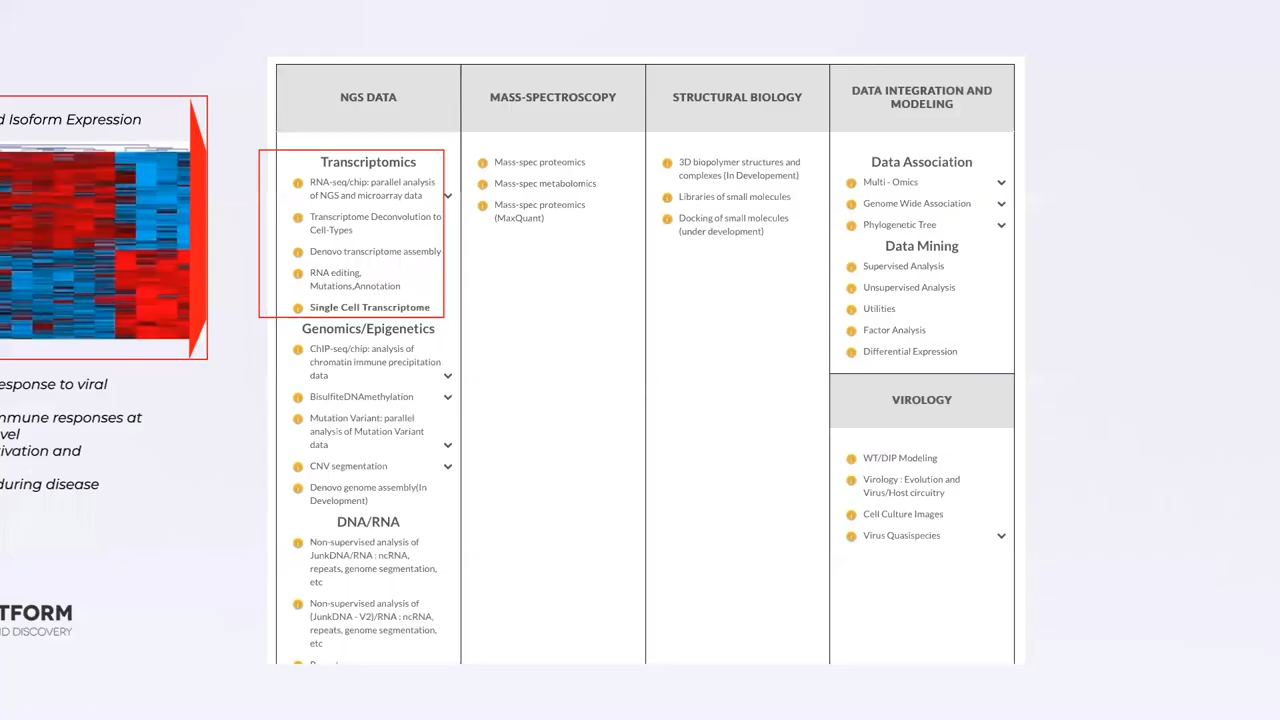 d Isoform Expression
esponse to viral
mmune responses at
vel
ivation and
during disease
TFORM
ND DISCOVERY
NGS DATA
Transcriptomics
RNA-seq/chip: parallel analysis
of NGS and microarray data
Transcriptome Deconvolution to
Cell-Types
Denovo transcriptome assembly
RNA editing,
Mutations,Annotation
Single Cell Transcriptome
Genomics/Epigenetics
ChIP-seq/chip: analysis of
chromatin immune precipitation
data
BisulfiteDNAmethylation
Mutation Variant: parallel
analysis of Mutation Variant
data
CNV segmentation
Denovo genome assembly(In
Development)
DNA/RNA
Non-supervised analysis of
JunkDNA/RNA : ncRNA,
repeats, genome segmentation,
etc
Non-supervised analysis of
(JunkDNA - V2)/RNA : ncRNA,
repeats, genome segmentation,
etc
MASS-SPECTROSCOPY
Mass-spec proteomics
Mass-spec metabolomics
Mass-spec proteomics
(MaxQuant)
STRUCTURAL BIOLOGY
3D biopolymer structures and
complexes (In Developement)
Libraries of small molecules
Docking of small molecules
(under development)
DATA INTEGRATION AND
MODELING
Data Association
Multi - Omics
Genome Wide Association
Phylogenetic Tree
Data Mining
Supervised Analysis
Unsupervised Analysis
Utilities
Factor Analysis
Differential Expression
VIROLOGY
WT/DIP Modeling
Virology : Evolution and
Virus/Host circuitry
Cell Culture Images
Virus Quasispecies